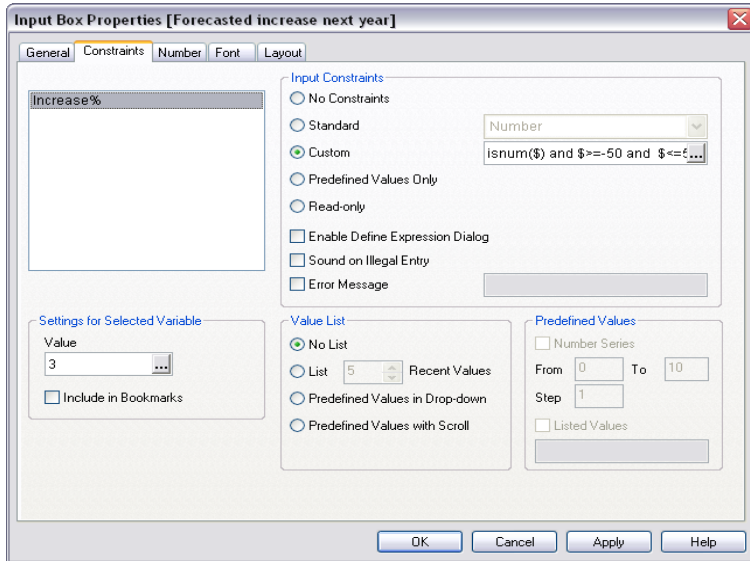 Input Box Properties [Forecasted increase next year]
General Constraints Number Font Layout
Increase%
Input Constraints
No Constraints
Standard Number
Custom isnum($) and $>=-50 and $<=5...
Predefined Values Only
Read-only
Enable Define Expression Dialog
Sound on Illegal Entry
Error Message
Settings for Selected Variable
Value
3 ...
Include in Bookmarks
Value List
No List
List 5 Recent Values
Predefined Values in Drop-down
Predefined Values with Scroll
Predefined Values
Number Series
From 0 To 10
Step 1
Listed Values
OK Cancel Apply Help